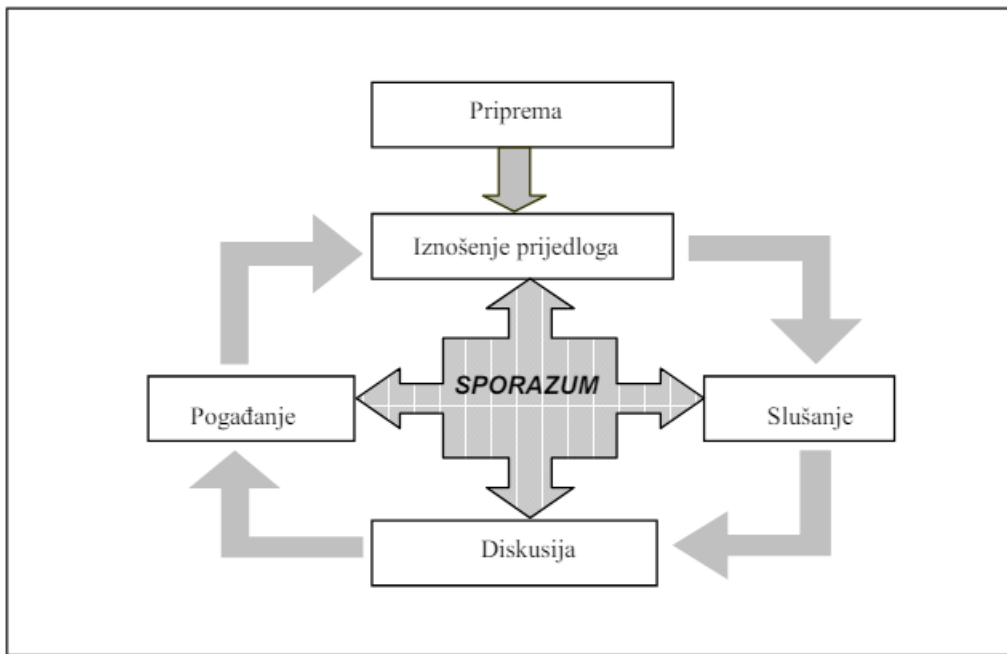 Priprema
Iznošenje prijedloga
SPORAZUM
Pogađanje
Slušanje
Diskusija